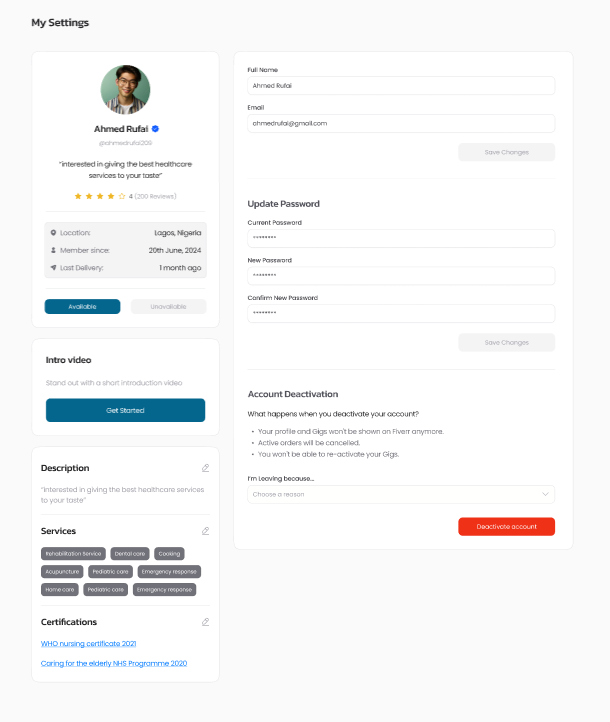 My Settings
Ahmed Rufai
@ahmedrufai209
“interested in giving the best healthcare
services to your taste”
4 (200 Reviews)
Location: Lagos, Nigeria
Member since: 20th June, 2024
Last Delivery: 1 month ago
Available Unavailable
Intro video
Stand out with a short introduction video
Get Started
Description
“Interested in giving the best healthcare services
to your taste”
Services
Rehabilitation Service Dental care Cooking
Acupuncture Pediatric care Emergency response
Home care Pediatric care Emergency response
Certifications
WHO nursing certificate 2021
Caring for the elderly NHS Programme 2020
Full Name
Ahmed Rufai
Email
ahmedrufai@gmail.com
Save Changes
Update Password
Current Password
********
New Password
********
Confirm New Password
********
Save Changes
Account Deactivation
What happens when you deactivate your account?
• Your profile and Gigs won't be shown on Fiverr anymore.
• Active orders will be cancelled.
• You won't be able to re-activate your Gigs.
I'm Leaving because...
Choose a reason
Deactivate account